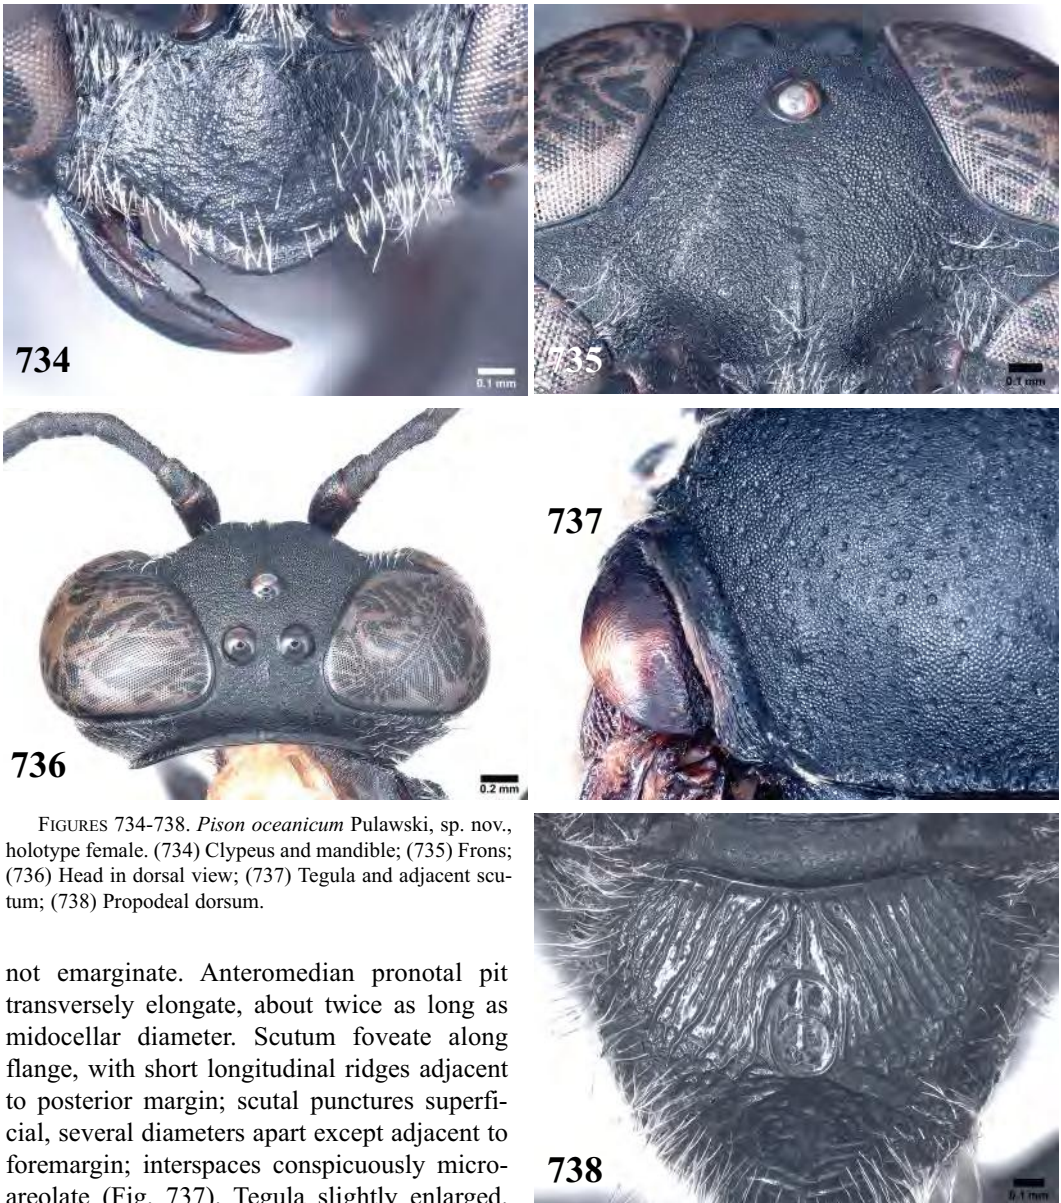 734
0.1 mm
735
0.1 mm
736
0.2 mm
737
FIGURES 734-738. Pison oceanicum Pulawski, sp. nov.,
holotype female. (734) Clypeus and mandible; (735) Frons;
(736) Head in dorsal view; (737) Tegula and adjacent scu-
tum; (738) Propodeal dorsum.
not emarginate. Anteromedian pronotal pit
transversely elongate, about twice as long as
midocellar diameter. Scutum foveate along
flange, with short longitudinal ridges adjacent
to posterior margin; scutal punctures superfi-
cial, several diameters apart except adjacent to
foremargin; interspaces conspicuously micro-
areolate (Fig. 737). Tegula slightly enlarged.
738
0.1 mm